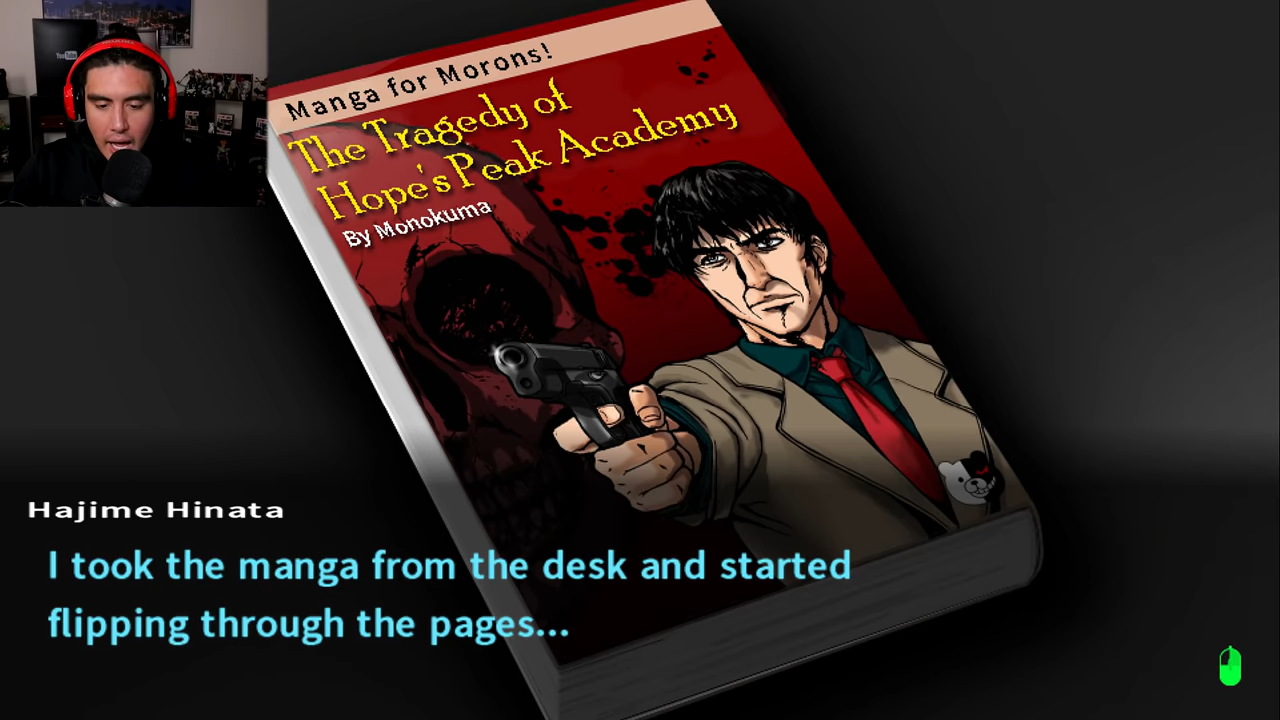 Manga for Morons!
The Tragedy of
Hope's Peak Academy
By Monokuma
Hajime Hinata
I took the manga from the desk and started
flipping through the pages...